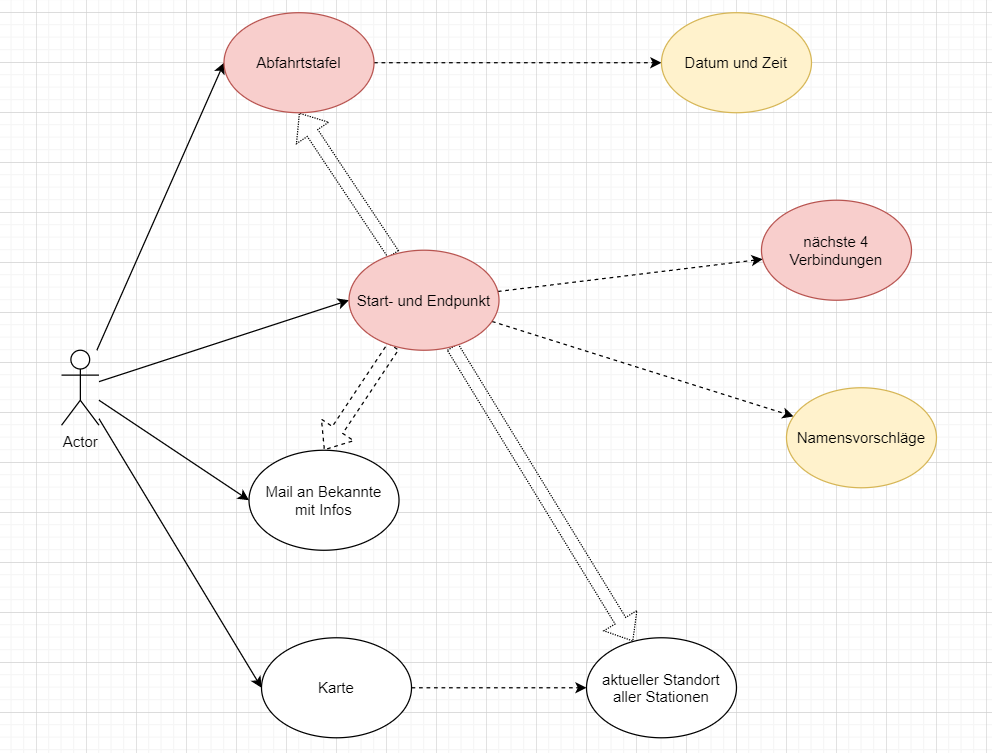 Abfahrtstafel
Datum und Zeit
nächste 4
Verbindungen
Start- und Endpunkt
Actor
Namensvorschläge
Mail an Bekannte
mit Infos
Karte
aktueller Standort
aller Stationen